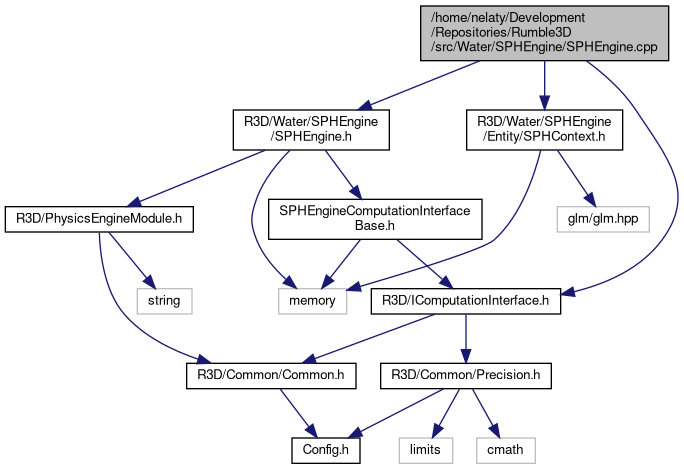 /home/nelaty/Development
/Repositories/Rumble3D
/src/Water/SPHEngine/SPHEngine.cpp
R3D/Water/SPHEngine
/SPHEngine.h
R3D/Water/SPHEngine
/Entity/SPHContext.h
R3D/PhysicsEngineModule.h
SPHEngineComputationInterface
Base.h
glm/glm.hpp
string
memory
R3D/IComputationInterface.h
R3D/Common/Common.h
R3D/Common/Precision.h
Config.h
limits
cmath